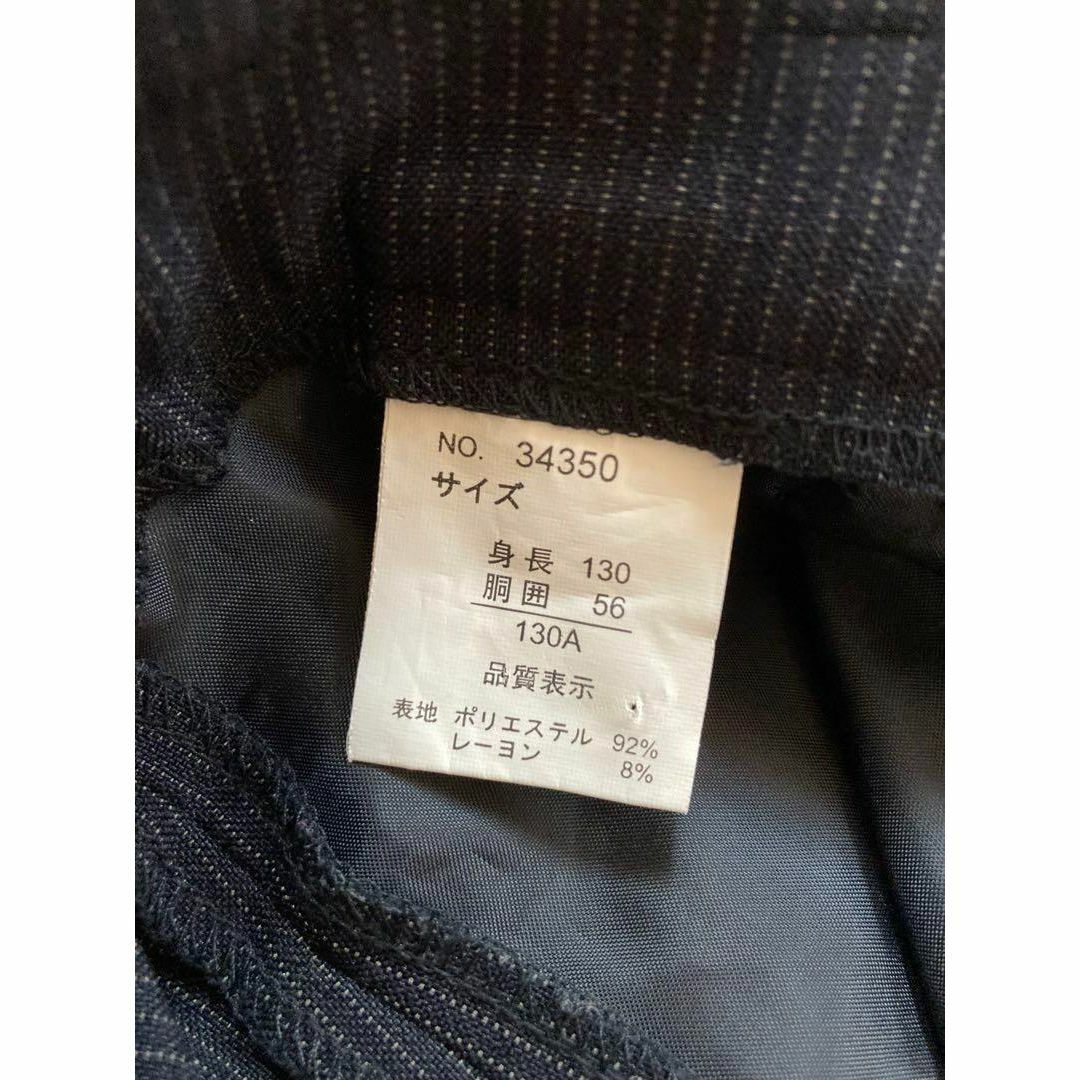 NO. 34350
サイズ
身長 130
胴囲 56
130A
品質表示
表地 ポリエステル 92%
レーヨン 8%